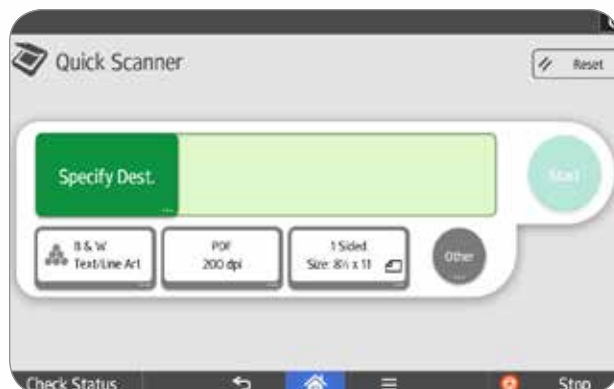 Quick Scanner
Reset
Specify Dest.
Start
B & W
Text/Line Art
PDF
200 dpi
1 Sided
Size: 8½ x 11
Other
Check Status
Stop